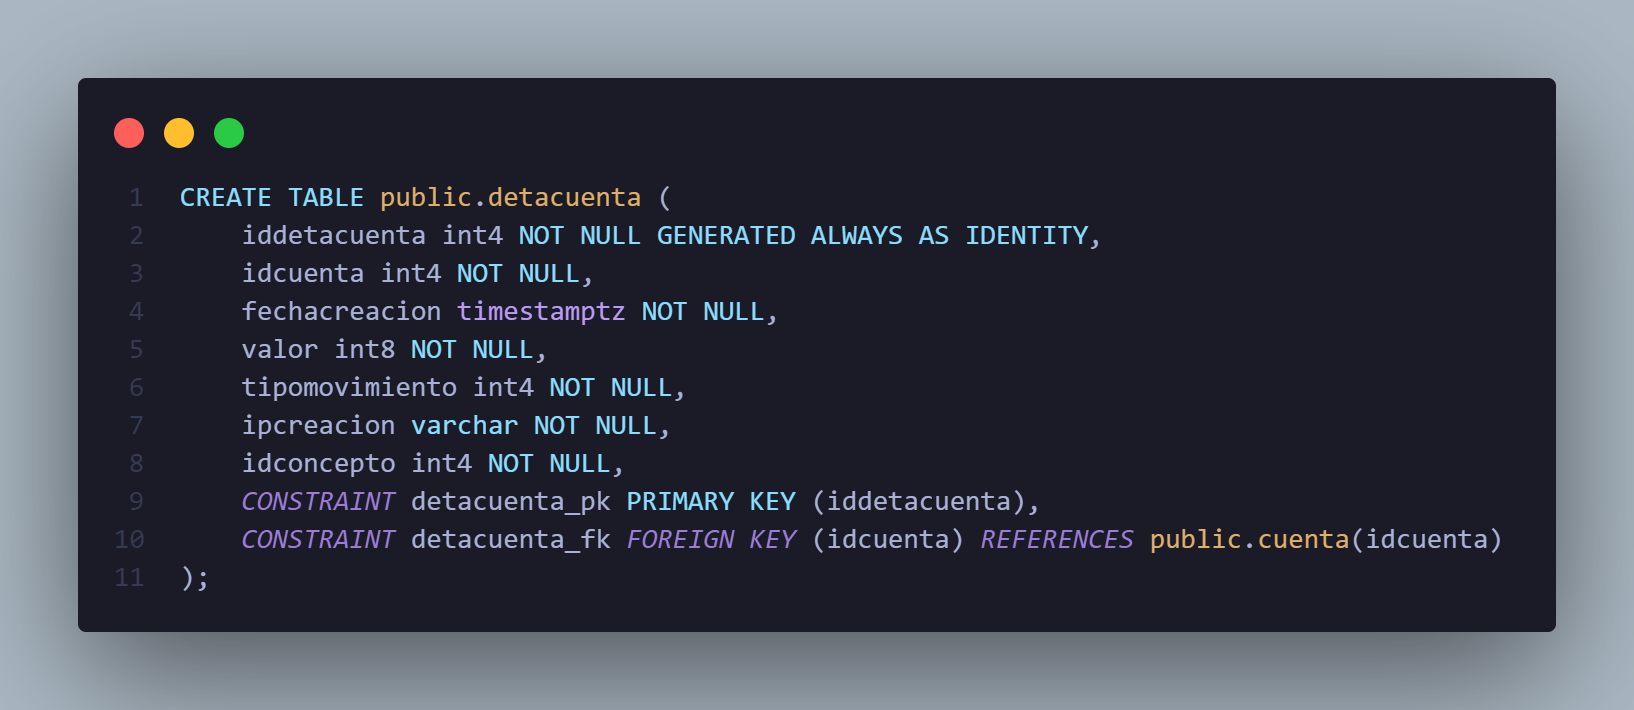 1 CREATE TABLE public.detacuenta (
2 iddetacuenta int4 NOT NULL GENERATED ALWAYS AS IDENTITY,
3 idcuenta int4 NOT NULL,
4 fechacreacion timestamptz NOT NULL,
5 valor int8 NOT NULL,
6 tipomovimiento int4 NOT NULL,
7 ipcreacion varchar NOT NULL,
8 idconcepto int4 NOT NULL,
9 CONSTRAINT detacuenta_pk PRIMARY KEY (iddetacuenta),
10 CONSTRAINT detacuenta_fk FOREIGN KEY (idcuenta) REFERENCES public.cuenta(idcuenta)
11 );